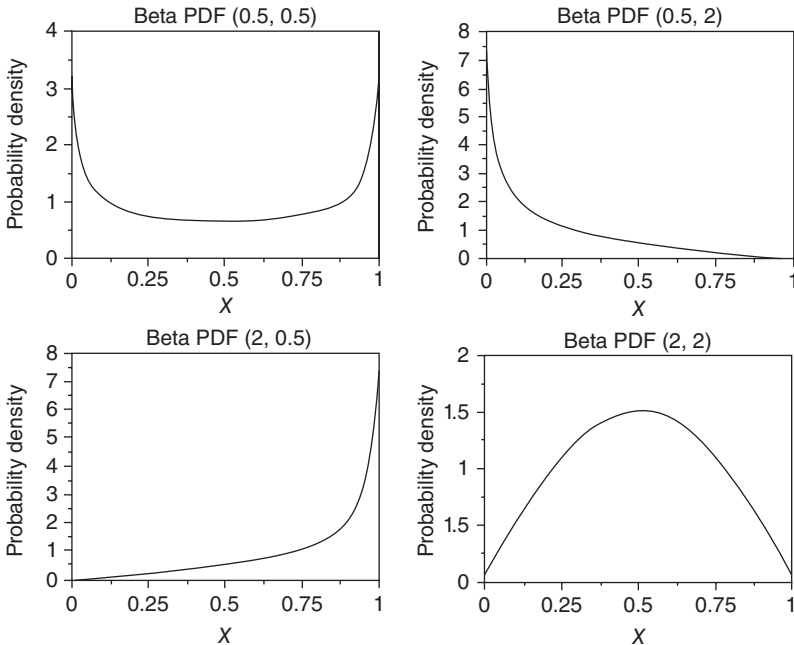 Beta PDF (0.5, 0.5)
4
3
2
1
0
Probability density
0 0.25 0.5 0.75 1
X
Beta PDF (0.5, 2)
8
7
6
5
4
3
2
1
0
Probability density
0 0.25 0.5 0.75 1
X
Beta PDF (2, 0.5)
8
7
6
5
4
3
2
1
0
Probability density
0 0.25 0.5 0.75 1
X
Beta PDF (2, 2)
2
1.5
1
1.5
0
Probability density
0 0.25 0.5 0.75 1
X